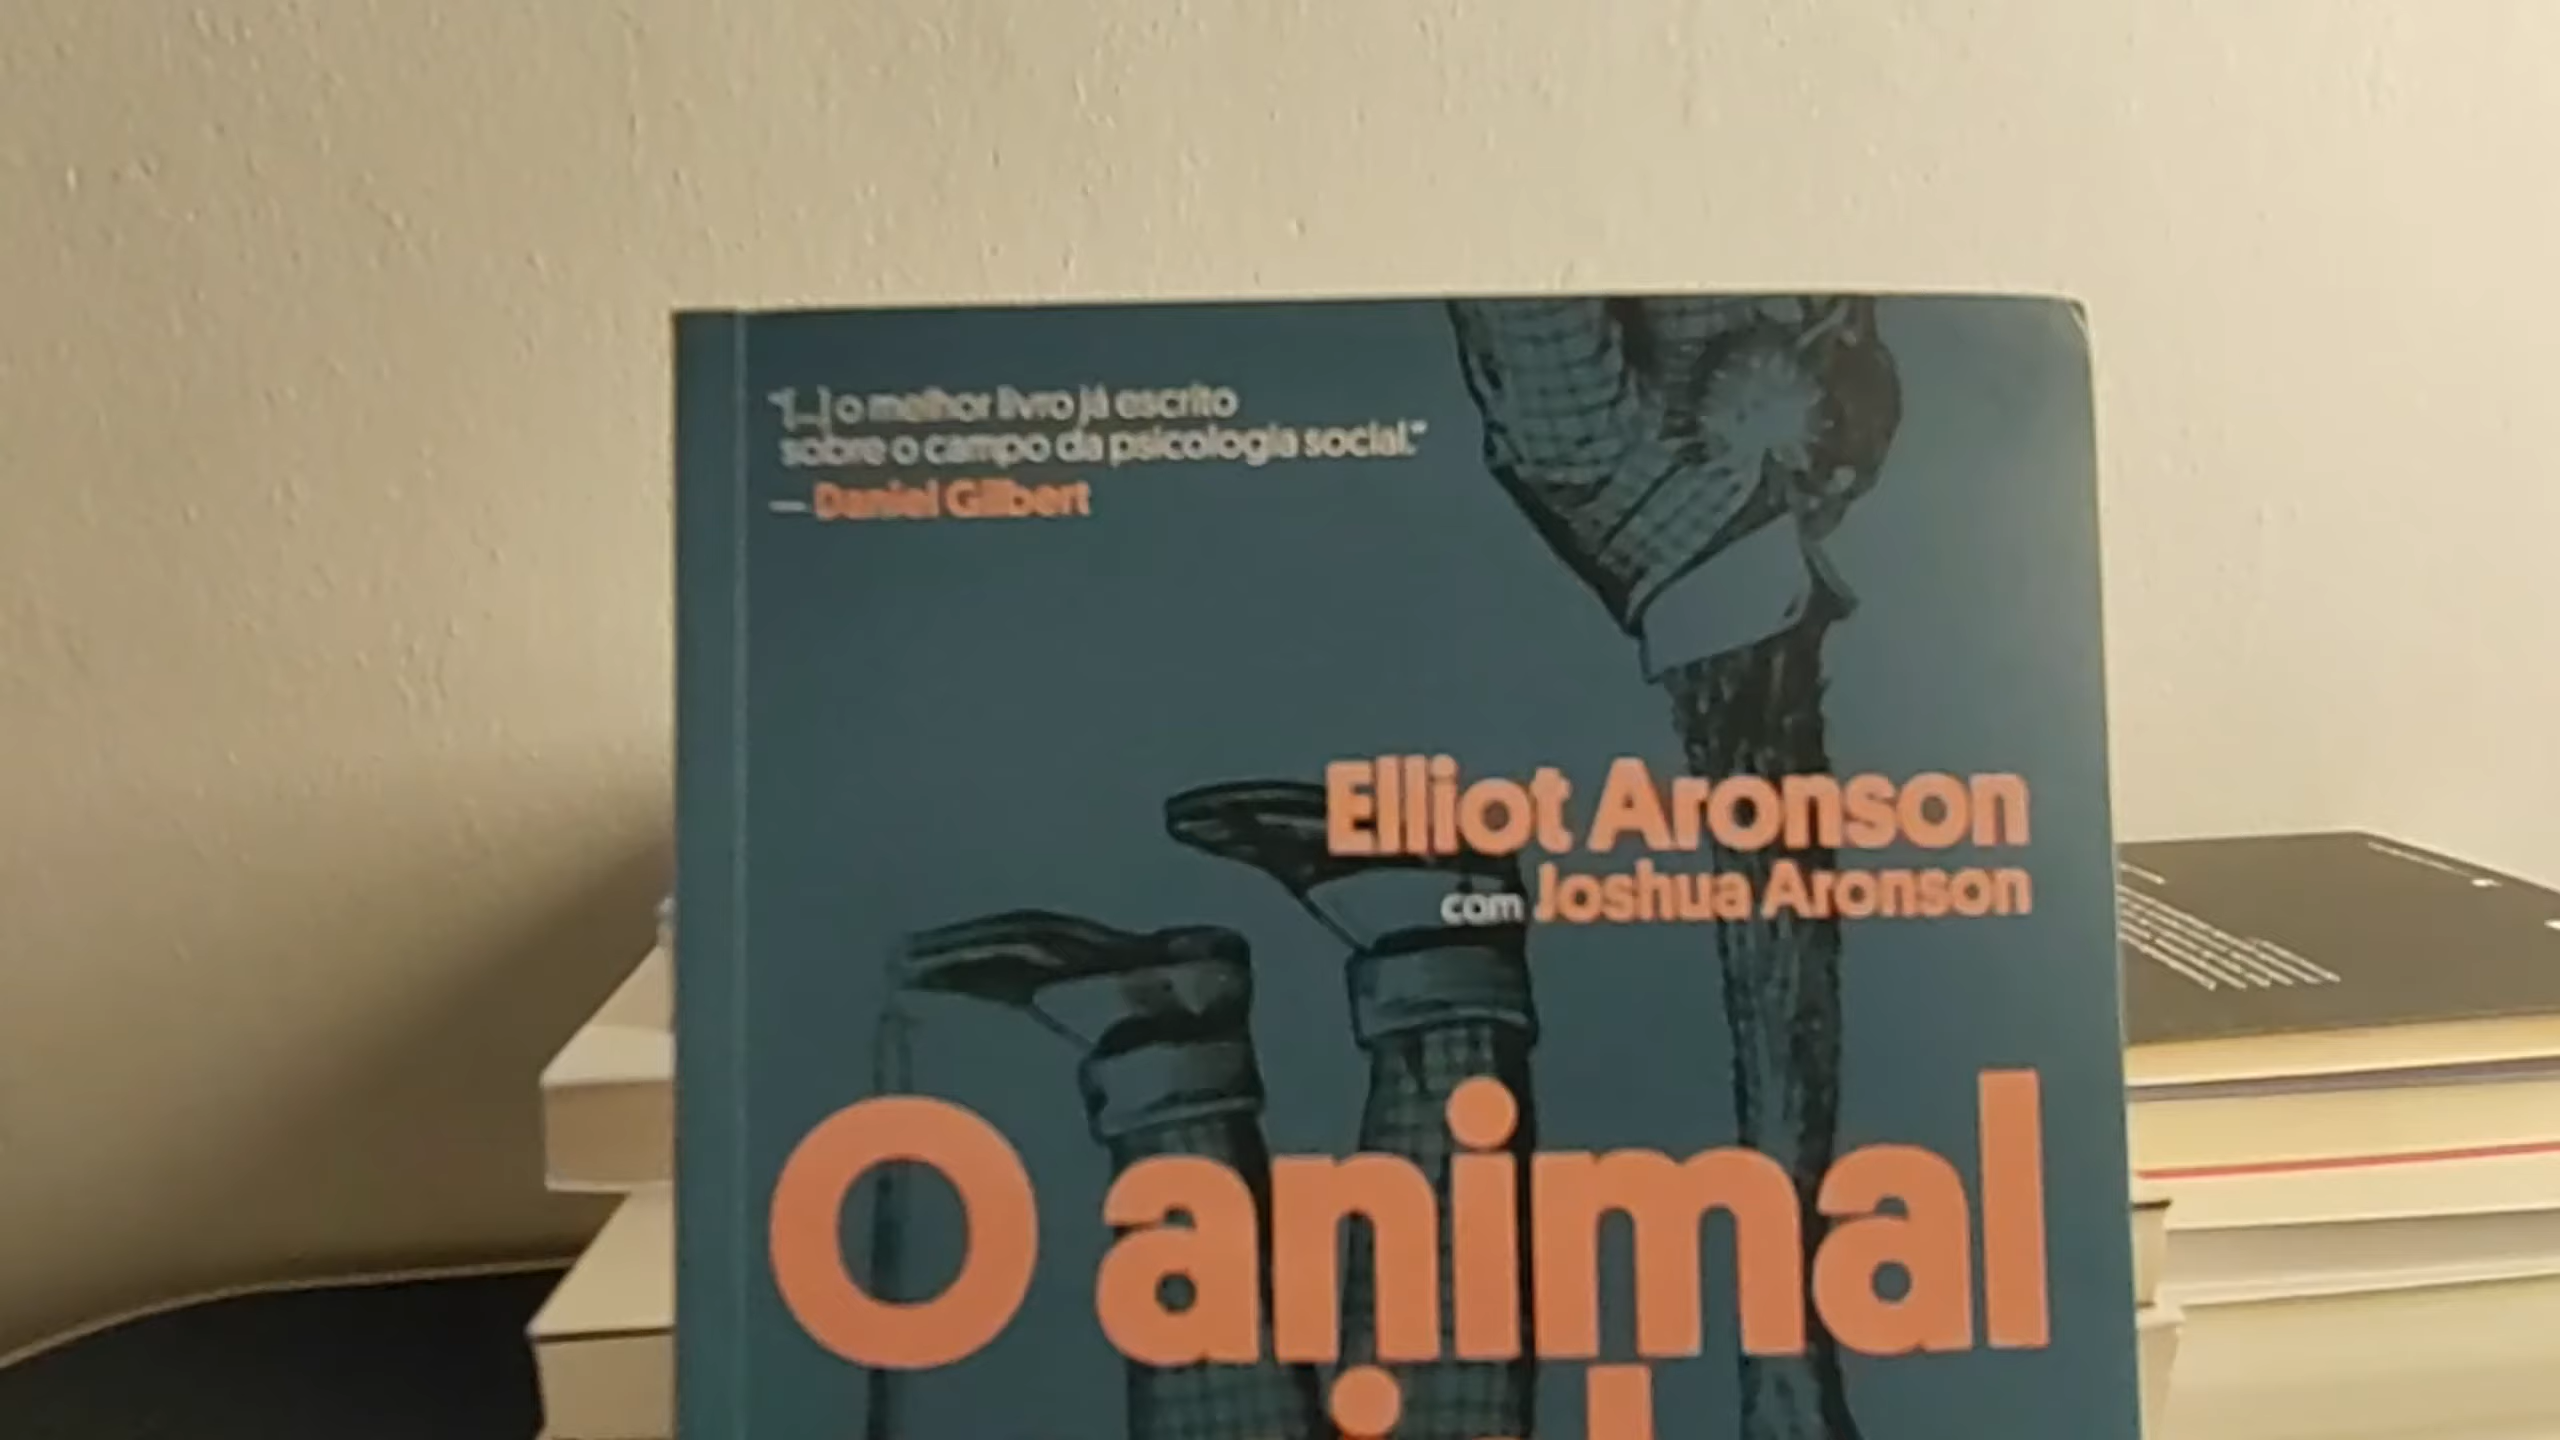 "[...] o melhor livro já escrito
sobre o campo da psicologia social."
— Daniel Gilbert
Elliot Aronson
com Joshua Aronson
O animal